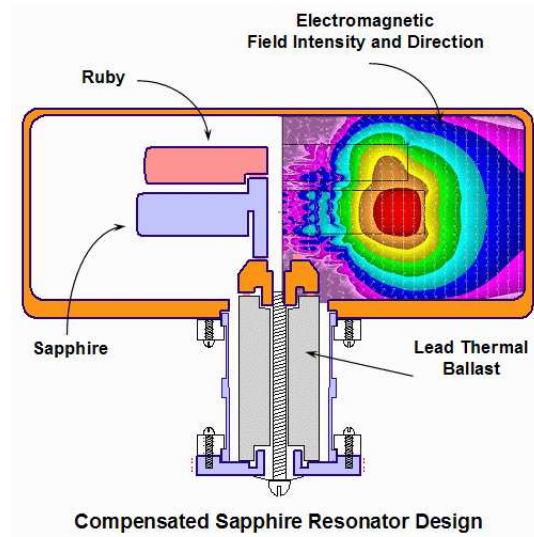 Electromagnetic
Field Intensity and Direction
Ruby
Sapphire
Lead Thermal
Ballast
Compensated Sapphire Resonator Design